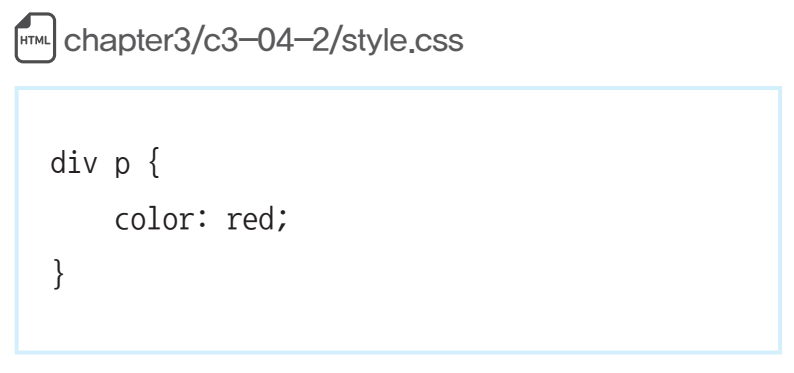 HTML
chapter3/c3-04-2/style.css
div p {
    color: red;
}